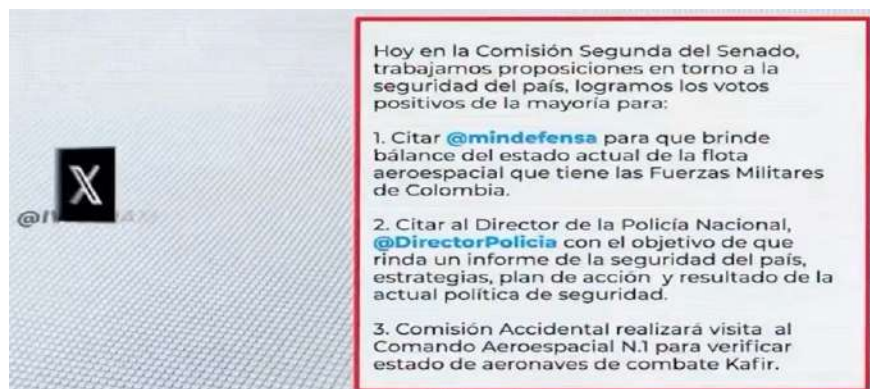 Hoy en la Comisión Segunda del Senado,
trabajamos proposiciones en torno a la
seguridad del país, logramos los votos
positivos de la mayoría para:
1. Citar @mindefensa para que brinde
bálance del estado actual de la flota
aeroespacial que tiene las Fuerzas Militares
de Colombia.
2. Citar al Director de la Policía Nacional,
@DirectorPolicia con el objetivo de que
rinda un informe de la seguridad del país,
estrategias, plan de acción y resultado de la
actual política de seguridad.
3. Comisión Accidental realizará visita al
Comando Aeroespacial N.1 para verificar
estado de aeronaves de combate Kafir.